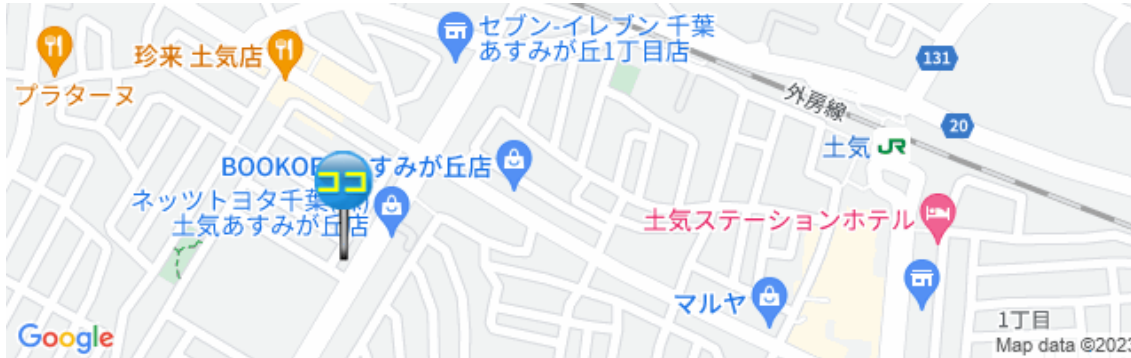 セブン-イレブン 千葉
あすみが丘1丁目店
珍来 土気店
プラターヌ
131
外房線
20
土気 JR
BOOKOF
すみが丘店
ココ
ネッツトヨタ千葉
土気あすみが丘店
土気ステーションホテル
マルヤ
1丁目
Google
Map data ©2023